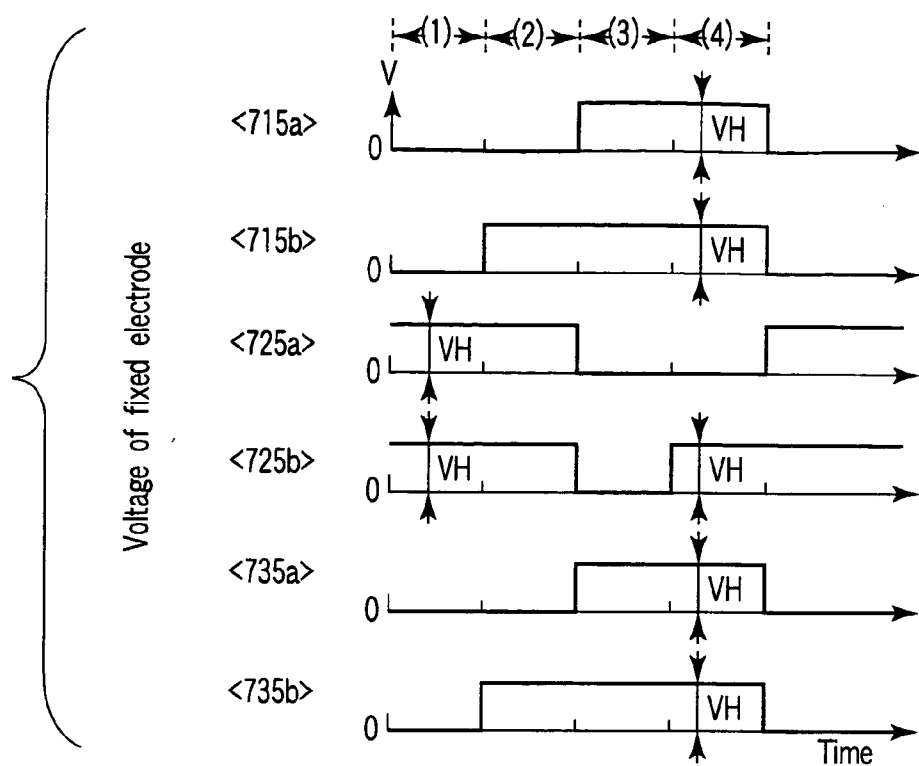 (1) (2) (3) (4)
V
<715a> 0 VH
<715b> 0 VH
<725a> 0 VH
<725b> 0 VH VH
<735a> 0 VH
<735b> 0 VH
Time
Voltage of fixed electrode